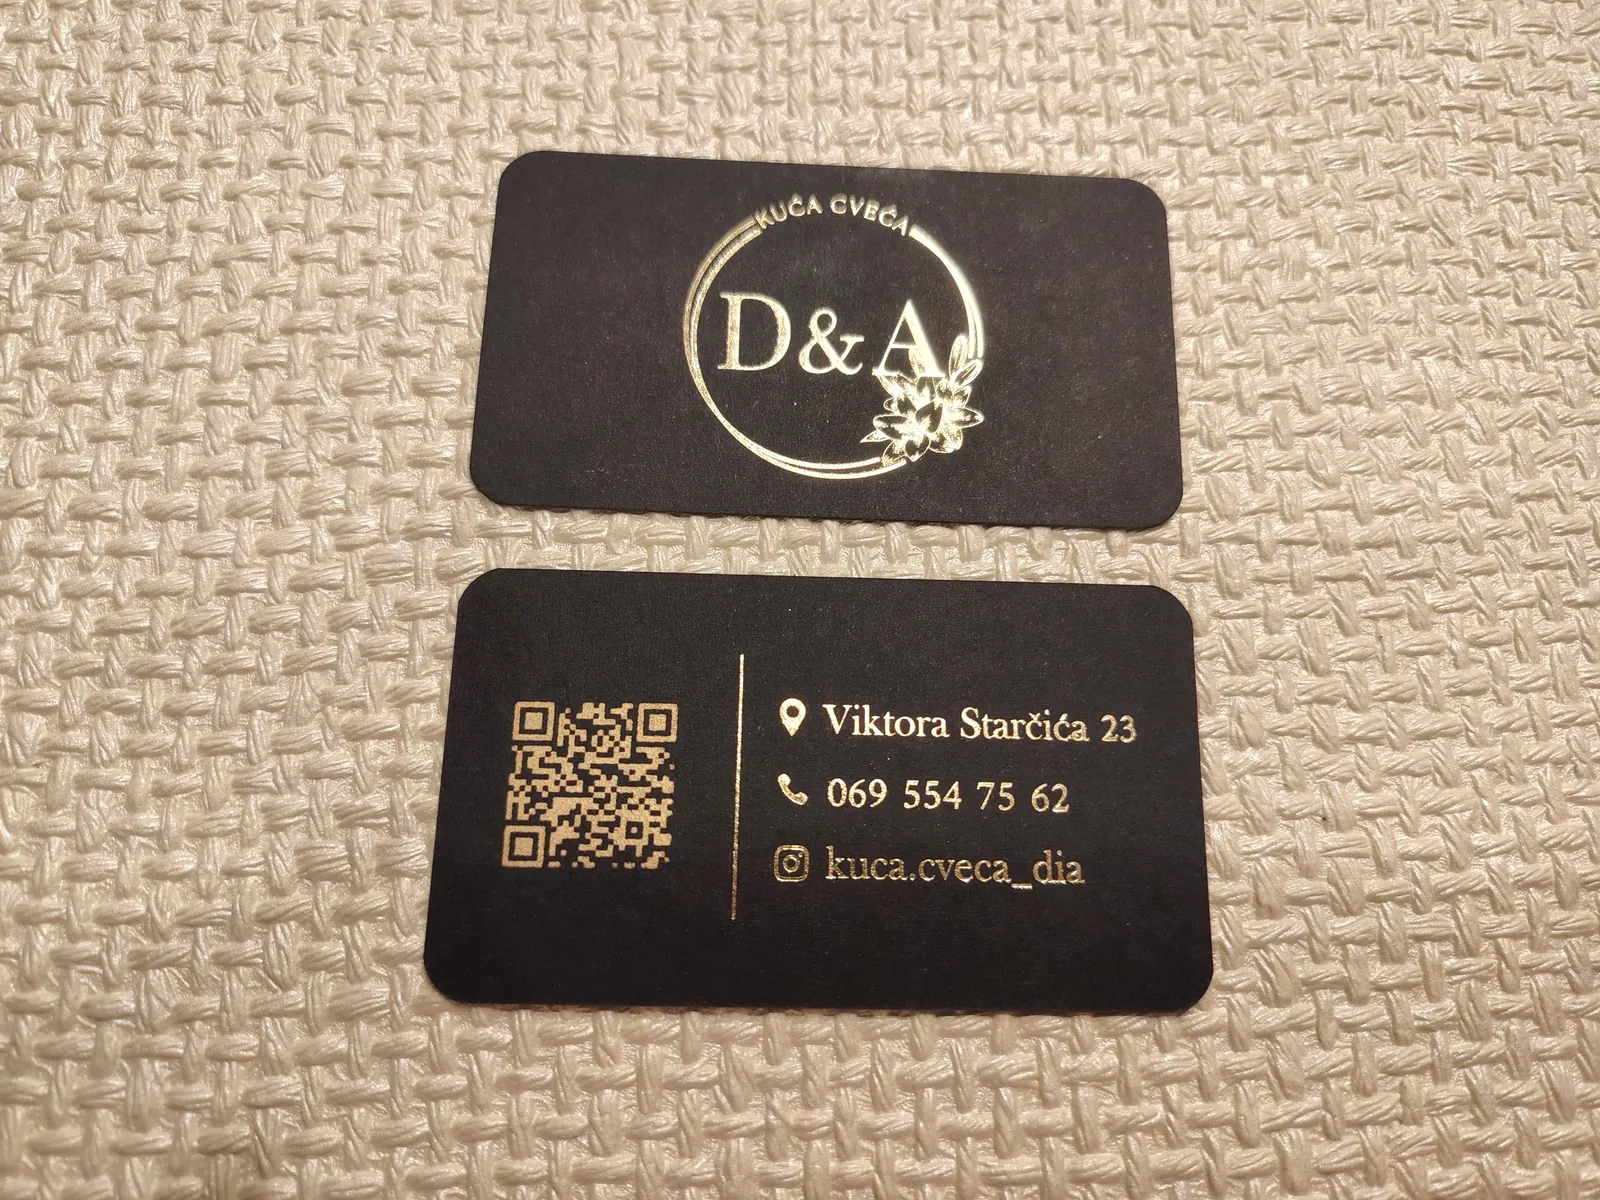 KUĆA CVEĆA
D&A
Viktora Starčića 23
069 554 75 62
kuca.cveca_dia